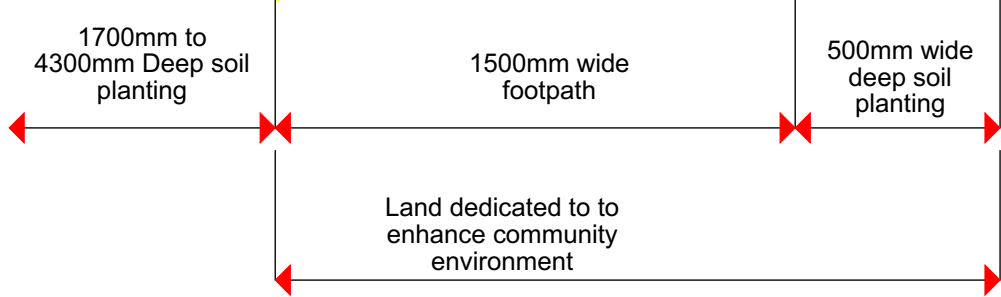 1700mm to
4300mm Deep soil
planting
1500mm wide
footpath
500mm wide
deep soil
planting
Land dedicated to to
enhance community
environment